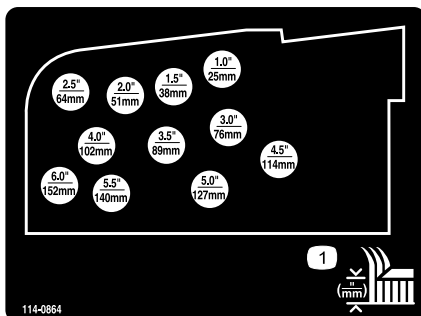 1.0"
25mm
1.5"
38mm
2.0"
51mm
2.5"
64mm
3.0"
76mm
3.5"
89mm
4.0"
102mm
4.5"
114mm
5.0"
127mm
5.5"
140mm
6.0"
152mm
1
"
(mm)
114-0864